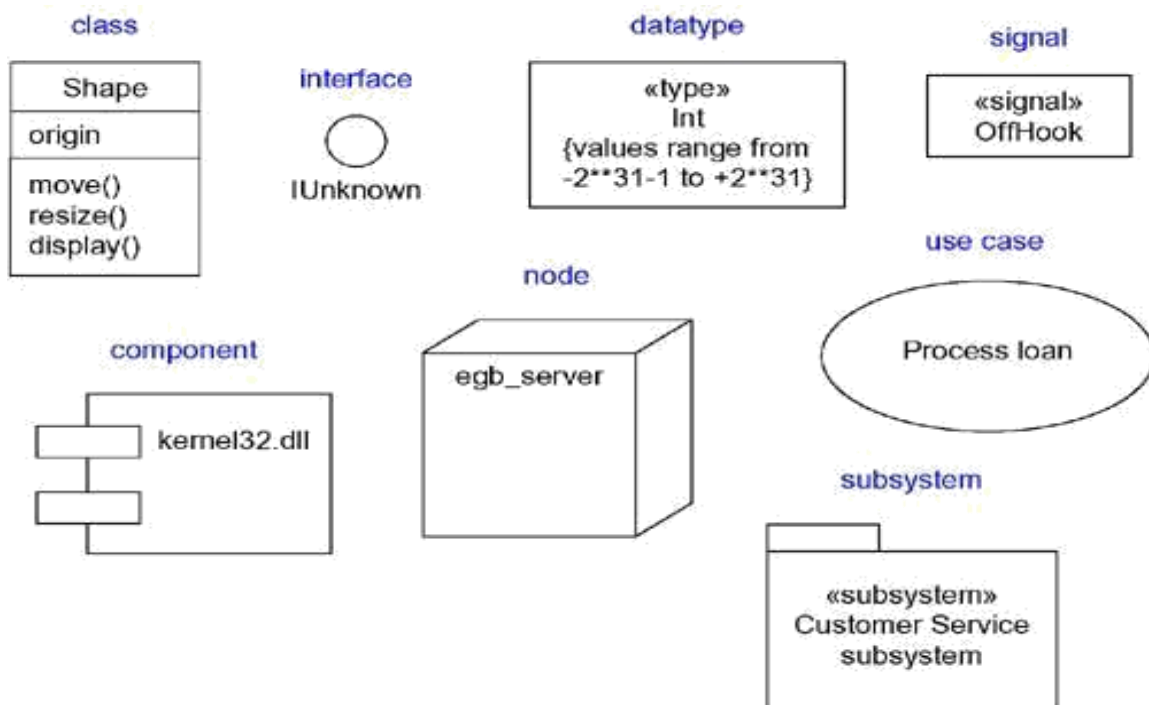 class
Shape
origin
move()
resize()
display()
interface
IUnknown
datatype
«type»
Int
{values range from
-2**31-1 to +2**31}
signal
«signal»
OffHook
component
kernel32.dll
node
egb_server
use case
Process loan
subsystem
«subsystem»
Customer Service
subsystem